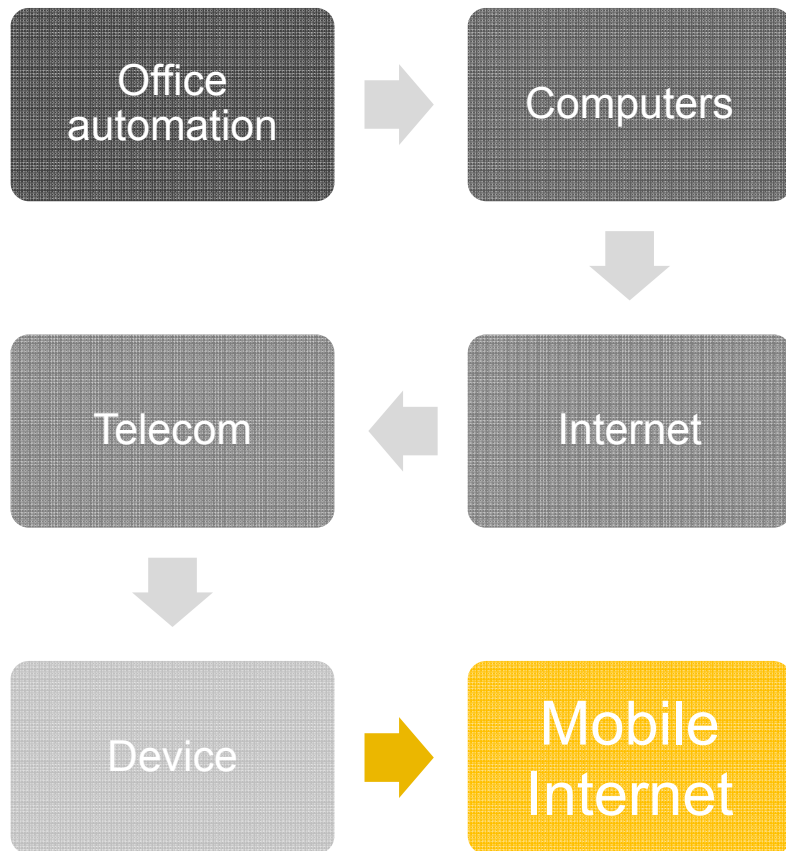 Office
automation
Computers
Internet
Telecom
Device
Mobile
Internet